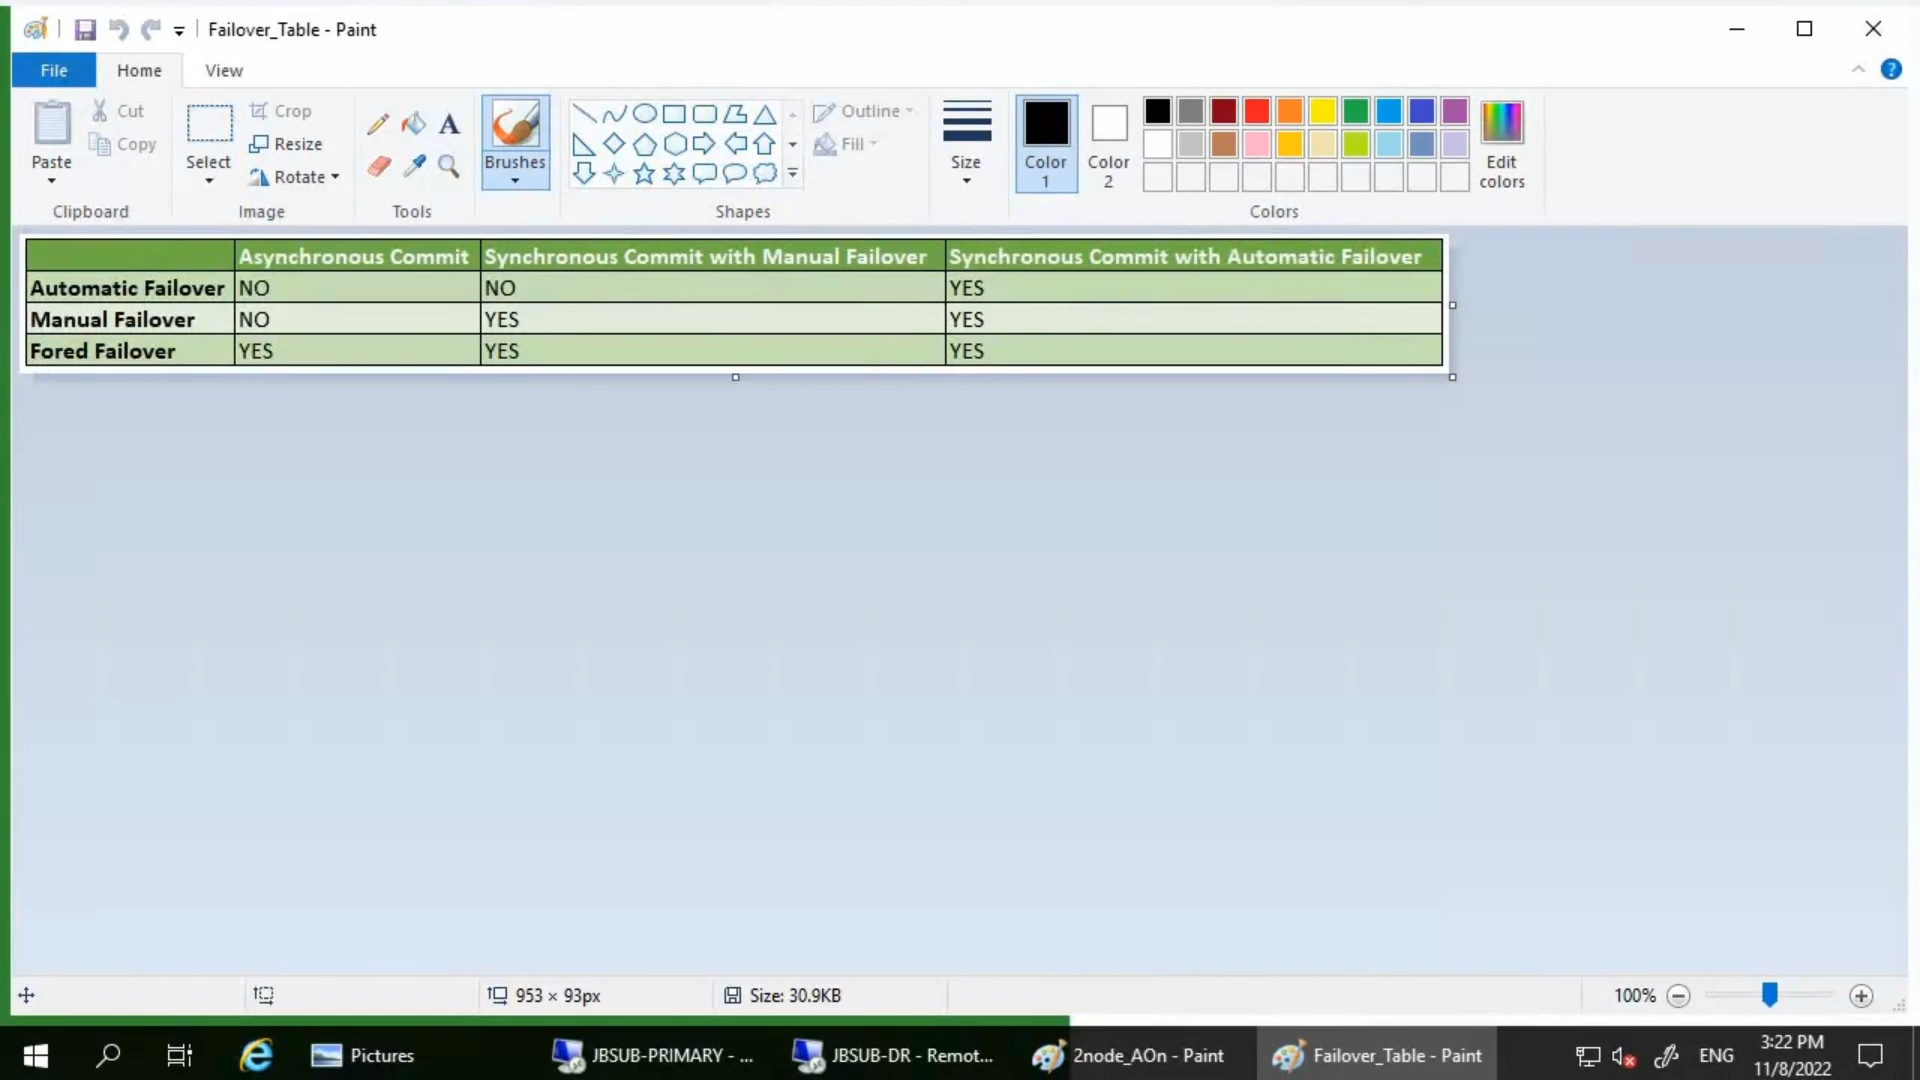 Failover_Table - Paint
File Home View
Cut Crop Outline
Copy Resize Fill
Paste Select Rotate Brushes Size Color 1 Color 2 Edit colors
Clipboard Image Tools Shapes Colors
Asynchronous Commit Synchronous Commit with Manual Failover Synchronous Commit with Automatic Failover
Automatic Failover NO NO YES
Manual Failover NO YES YES
Fored Failover YES YES YES
953 × 93px Size: 30.9KB 100%
Pictures JBSUB-PRIMARY - ... JBSUB-DR - Remot... 2node_AOn - Paint Failover_Table - Paint ENG 3:22 PM
11/8/2022